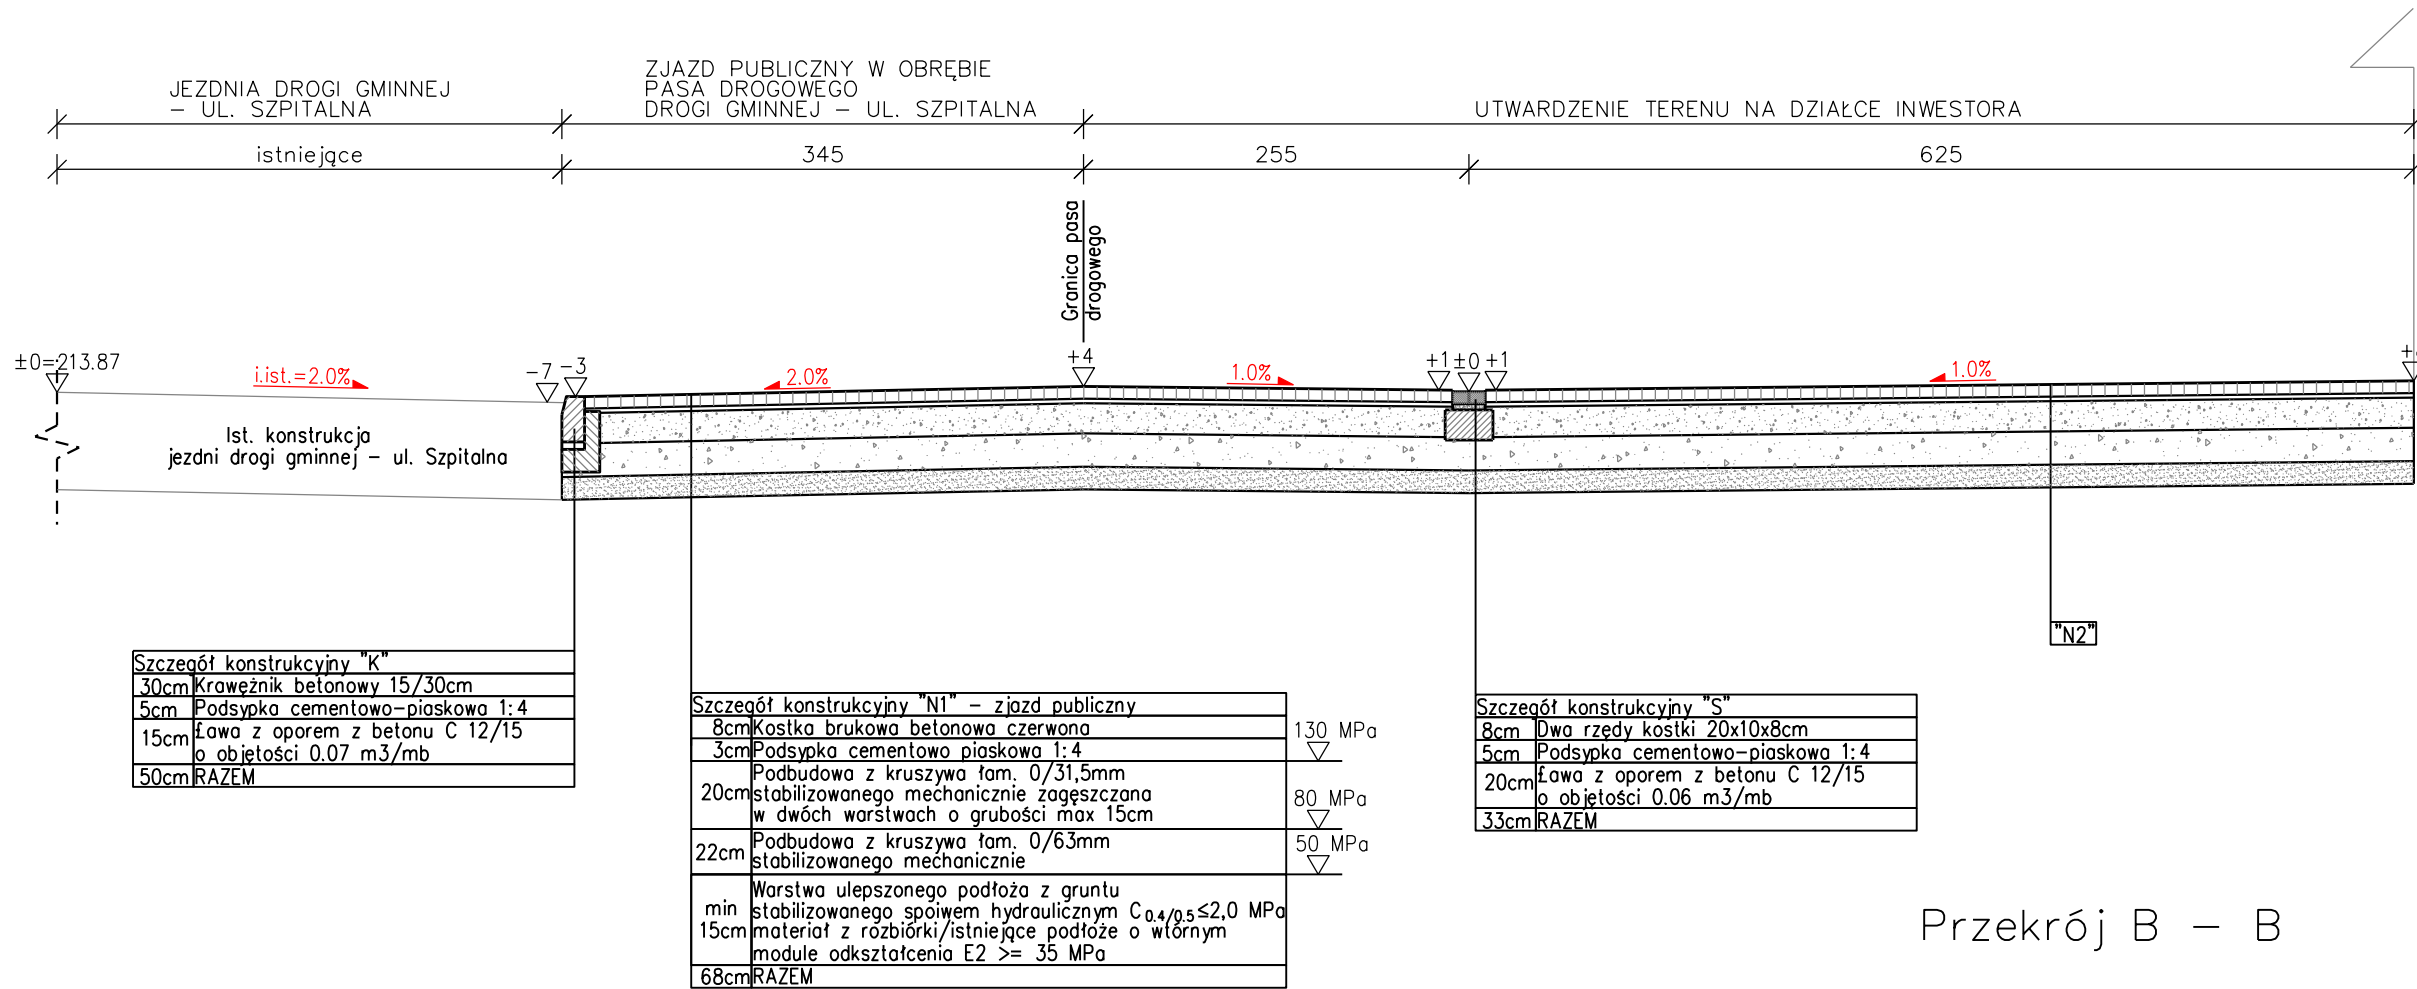 JEZDNIA DROGI GMINNEJ
– UL. SZPITALNA
ZJAZD PUBLICZNY W OBRĘBIE
PASA DROGOWEGO
DROGI GMINNEJ – UL. SZPITALNA
UTWARDZENIE TERENU NA DZIAŁCE INWESTORA
istniejące
345
255
625
Granica pasa
drogowego
±0=213.87
i.ist.=2.0%
-7
-3
2.0%
+4
1.0%
+1
±0
+1
1.0%
Ist. konstrukcja
jezdni drogi gminnej – ul. Szpitalna
"N2"
Szczegół konstrukcyjny "K"
30cm Krawężnik betonowy 15/30cm
5cm Podsypka cementowo-piaskowa 1:4
15cm Ława z oporem z betonu C 12/15
o objętości 0.07 m3/mb
50cm RAZEM
Szczegół konstrukcyjny "N1" – zjazd publiczny
8cm Kostka brukowa betonowa czerwona
3cm Podsypka cementowo piaskowa 1:4
20cm Podbudowa z kruszywa łam. 0/31,5mm
stabilizowanego mechanicznie zagęszczana
w dwóch warstwach o grubości max 15cm
22cm Podbudowa z kruszywa łam. 0/63mm
stabilizowanego mechanicznie
min 15cm Warstwa ulepszonego podłoża z gruntu
stabilizowanego spoiwem hydraulicznym C0.4/0.5≤2,0 MPa
materiał z rozbiórki/istniejące podłoże o wtórnym
module odkształcenia E2 >= 35 MPa
68cm RAZEM
130 MPa
80 MPa
50 MPa
Szczegół konstrukcyjny "S"
8cm Dwa rzędy kostki 20x10x8cm
5cm Podsypka cementowo-piaskowa 1:4
20cm Ława z oporem z betonu C 12/15
o objętości 0.06 m3/mb
33cm RAZEM
Przekrój B – B